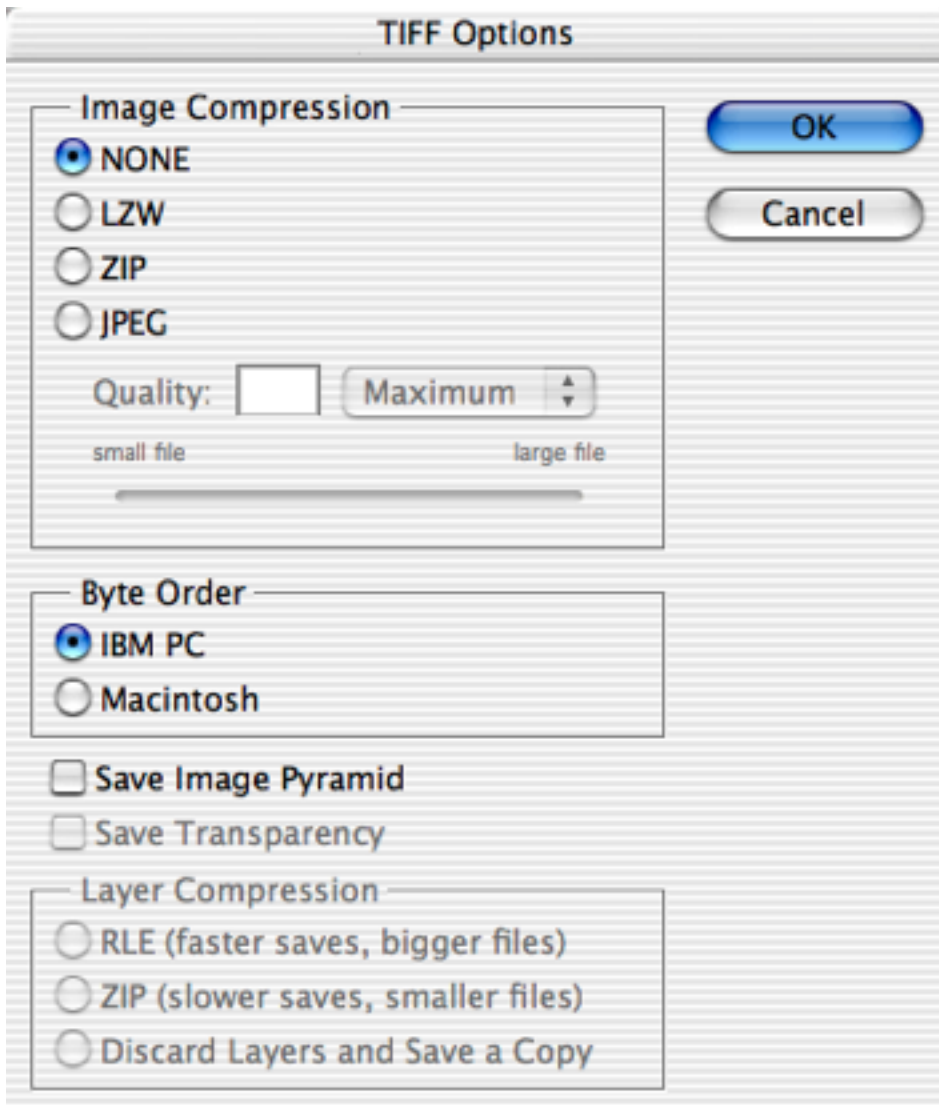 TIFF Options
Image Compression
NONE
LZW
ZIP
JPEG
Quality: Maximum
small file large file
OK
Cancel
Byte Order
IBM PC
Macintosh
Save Image Pyramid
Save Transparency
Layer Compression
RLE (faster saves, bigger files)
ZIP (slower saves, smaller files)
Discard Layers and Save a Copy